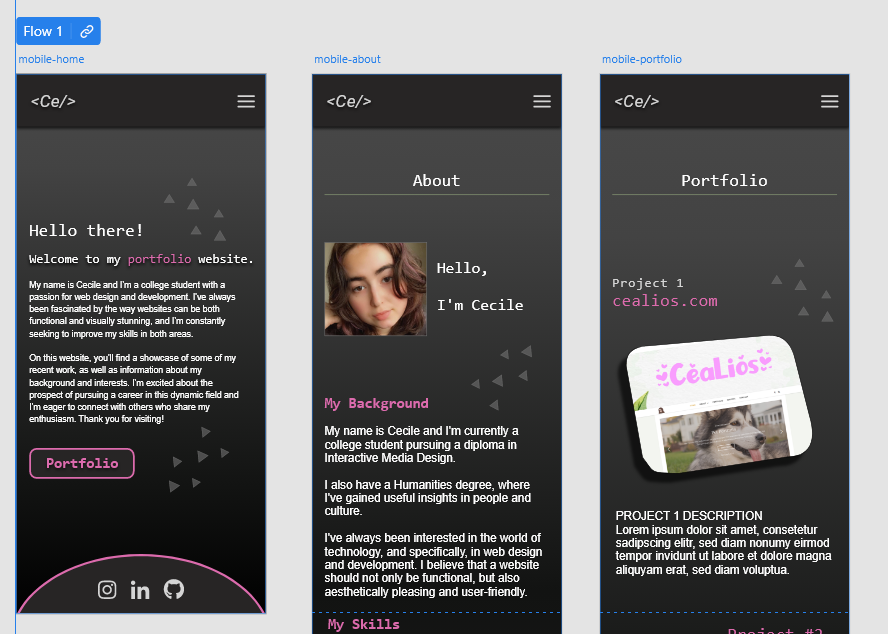 Flow 1
mobile-home
mobile-about
mobile-portfolio
<Ce/>
Hello there!
Welcome to my portfolio website.
My name is Cecile and I'm a college student with a
passion for web design and development. I've always
been fascinated by the way websites can be both
functional and visually stunning, and I'm constantly
seeking to improve my skills in both areas.
On this website, you'll find a showcase of some of my
recent work, as well as information about my
background and interests. I'm excited about the
prospect of pursuing a career in this dynamic field and
I'm eager to connect with others who share my
enthusiasm. Thank you for visiting!
Portfolio
in
<Ce/>
About
Hello,
I'm Cecile
My Background
My name is Cecile and I'm currently a
college student pursuing a diploma in
Interactive Media Design.
I also have a Humanities degree, where
I've gained useful insights in people and
culture.
I've always been interested in the world of
technology, and specifically, in web design
and development. I believe that a website
should not only be functional, but also
aesthetically pleasing and user-friendly.
My Skills
<Ce/>
Portfolio
Project 1
cealios.com
CéaLiós
PROJECT 1 DESCRIPTION
Lorem ipsum dolor sit amet, consetetur
sadipscing elitr, sed diam nonumy eirmod
tempor invidunt ut labore et dolore magna
aliquyam erat, sed diam voluptua.
Project #2